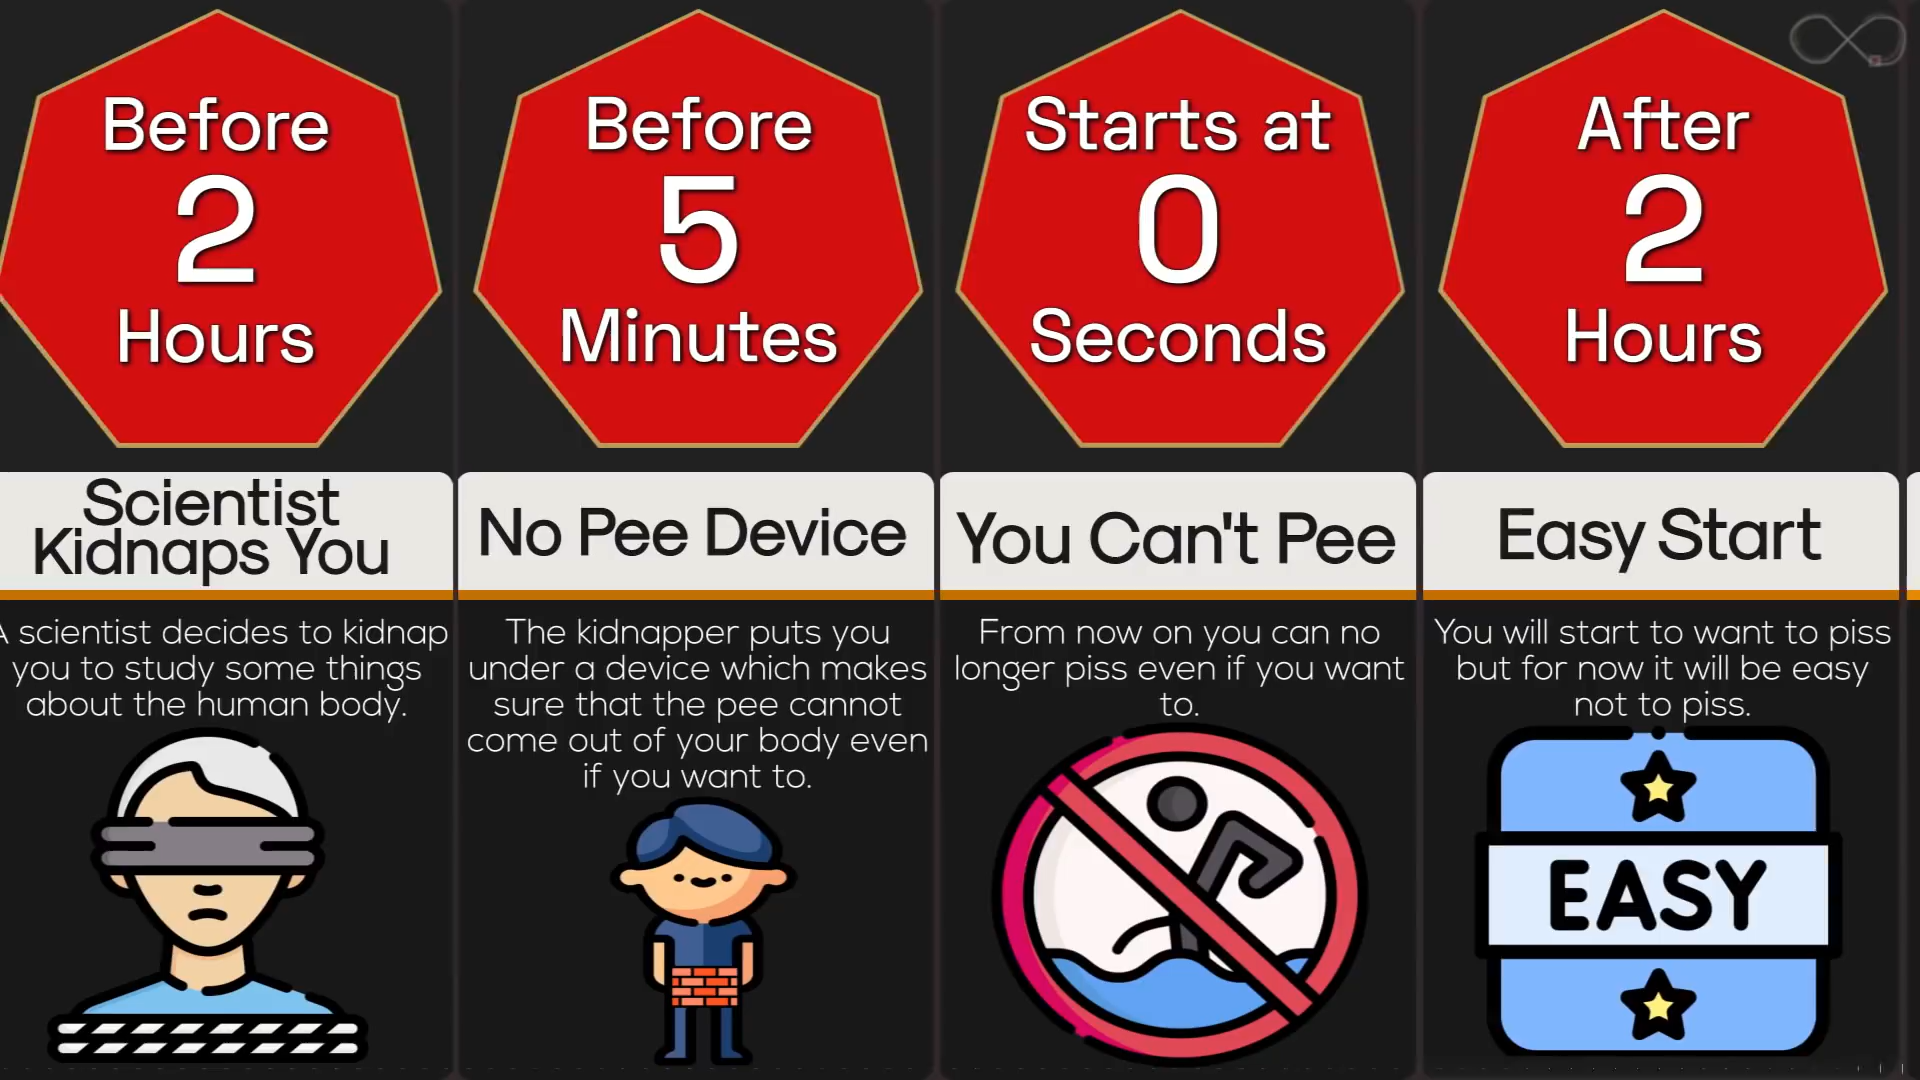 Before
2
Hours
Scientist
Kidnaps You
A scientist decides to kidnap
you to study some things
about the human body.
Before
5
Minutes
No Pee Device
The kidnapper puts you
under a device which makes
sure that the pee cannot
come out of your body even
if you want to.
Starts at
0
Seconds
You Can't Pee
From now on you can no
longer piss even if you want
to.
After
2
Hours
Easy Start
You will start to want to piss
but for now it will be easy
not to piss.
EASY